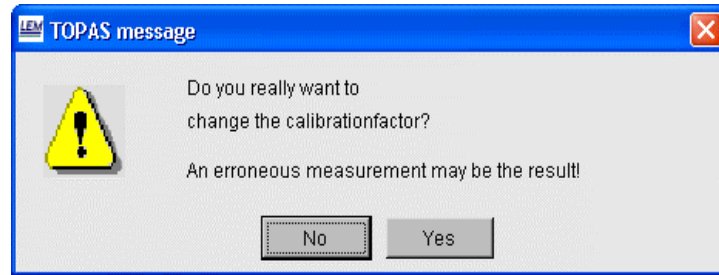 LEM TOPAS message
Do you really want to
change the calibrationfactor?
An erroneous measurement may be the result!
No Yes